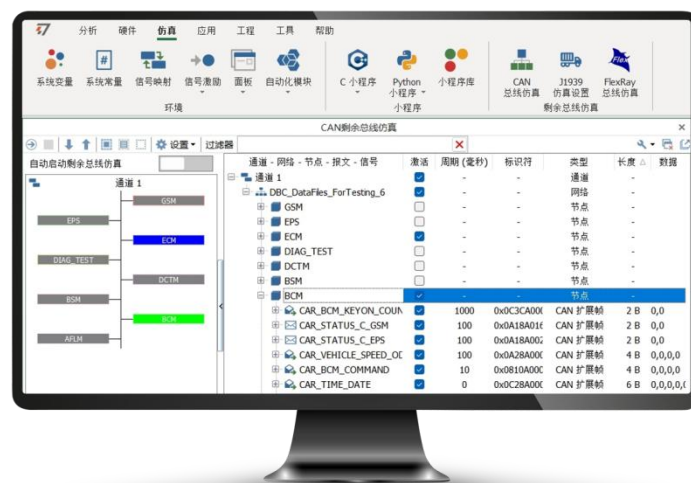 分析 硬件 仿真 应用 工程 工具 帮助
系统变量 系统常量 信号映射 信号激励 面板 自动化模块 C 小程序 Python 小程序 小程序库 CAN 总线仿真 J1939 仿真设置 FlexRay 总线仿真
环境 小程序 剩余总线仿真
CAN剩余总线仿真
设置 过滤器
自动启动剩余总线仿真
通道 1
GSM
EPS
ECM
DIAG_TEST
DCTM
BSM
BCM
AFLM
通道 - 网络 - 节点 - 报文 - 信号 激活 周期 (毫秒) 标识符 类型 长度 数据
通道 1 - - 通道 -
DBC_DataFiles_ForTesting_6 - - 网络 -
GSM - - 节点 -
EPS - - 节点 -
ECM - - 节点 -
DIAG_TEST - - 节点 -
DCTM - - 节点 -
BSM - - 节点 -
BCM - - 节点 -
CAR_BCM_KEYON_COUN 1000 0x0C3CA00( CAN 扩展帧 2 B 0,0
CAR_STATUS_C_GSM 100 0x0A18A016 CAN 扩展帧 2 B 0,0
CAR_STATUS_C_EPS 100 0x0A18A002 CAN 扩展帧 2 B 0,0
CAR_VEHICLE_SPEED_OD 100 0x0A28A00( CAN 扩展帧 4 B 0,0,0,0
CAR_BCM_COMMAND 10 0x0810A00( CAN 扩展帧 4 B 0,0,0,0
CAR_TIME_DATE 0 0x0C28A00( CAN 扩展帧 6 B 0,0,0,0,(